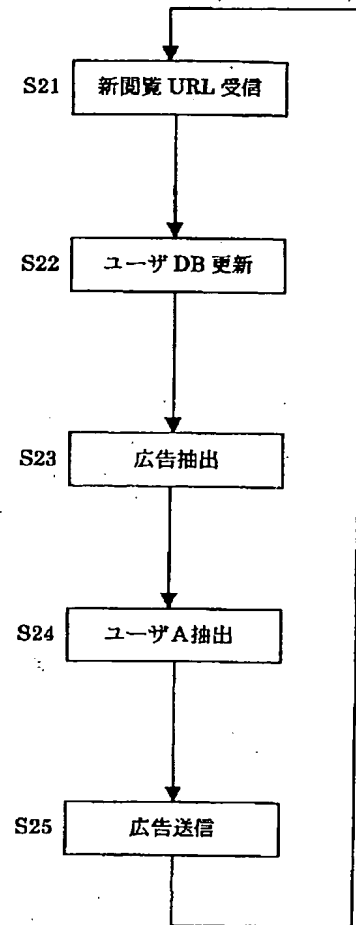 S21 新閲覧 URL 受信
S22 ユーザ DB 更新
S23 広告抽出
S24 ユーザ A 抽出
S25 広告送信